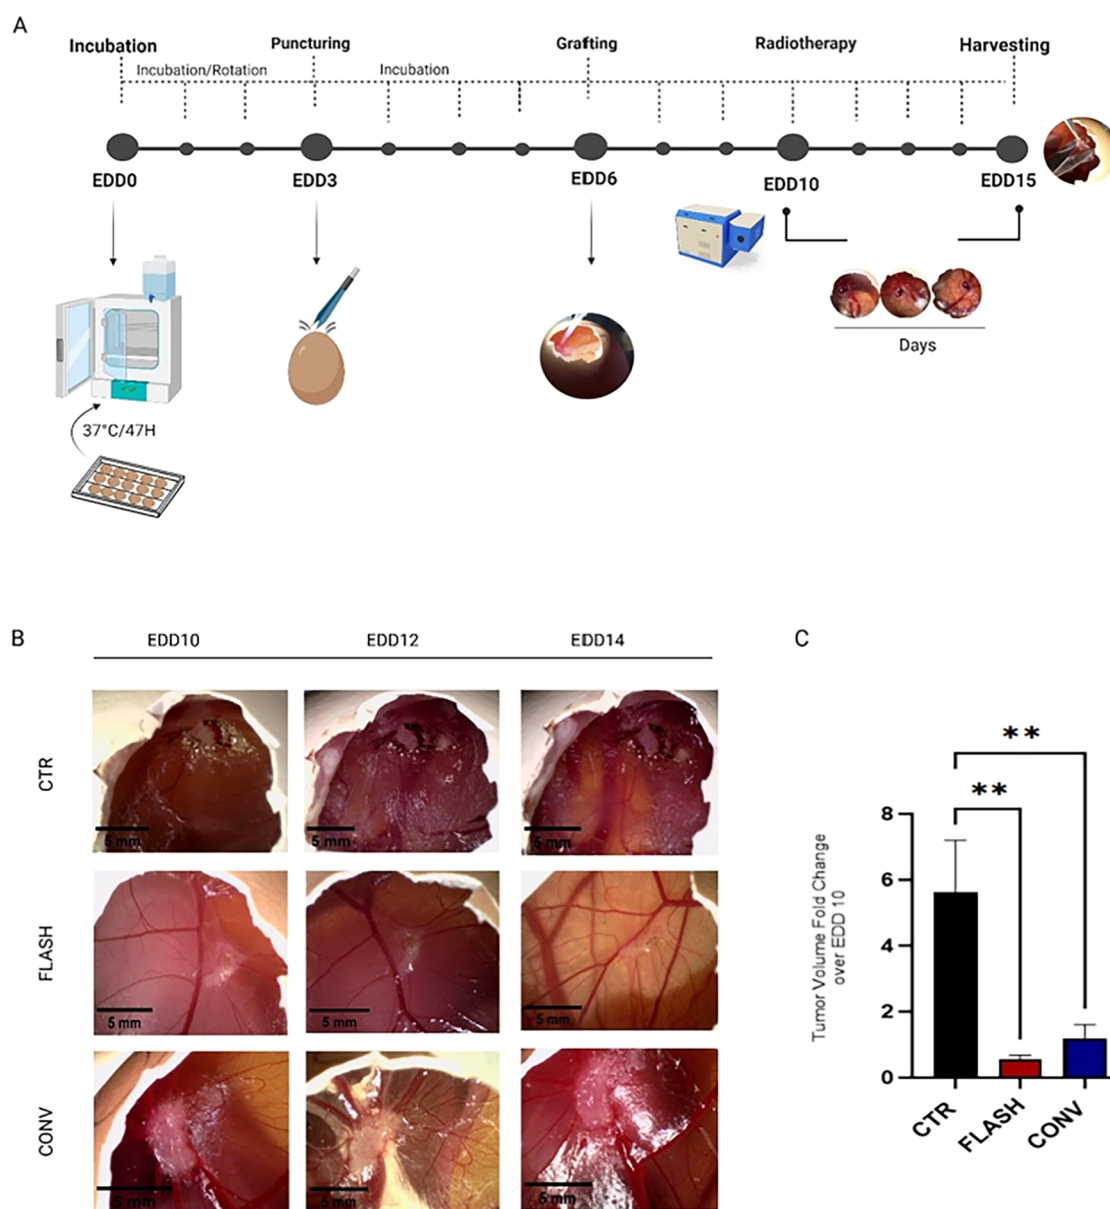 A
Incubation
Puncturing
Grafting
Radiotherapy
Harvesting
Incubation/Rotation
Incubation
EDD0
EDD3
EDD6
EDD10
EDD15
37°C/47H
Days
B
EDD10
EDD12
EDD14
CTR
5 mm
5 mm
5 mm
FLASH
5 mm
5 mm
5 mm
CONV
5 mm
5 mm
5 mm
C
**
**
Tumor Volume Fold Change
over EDD 10
8
6
4
2
0
CTR
FLASH
CONV